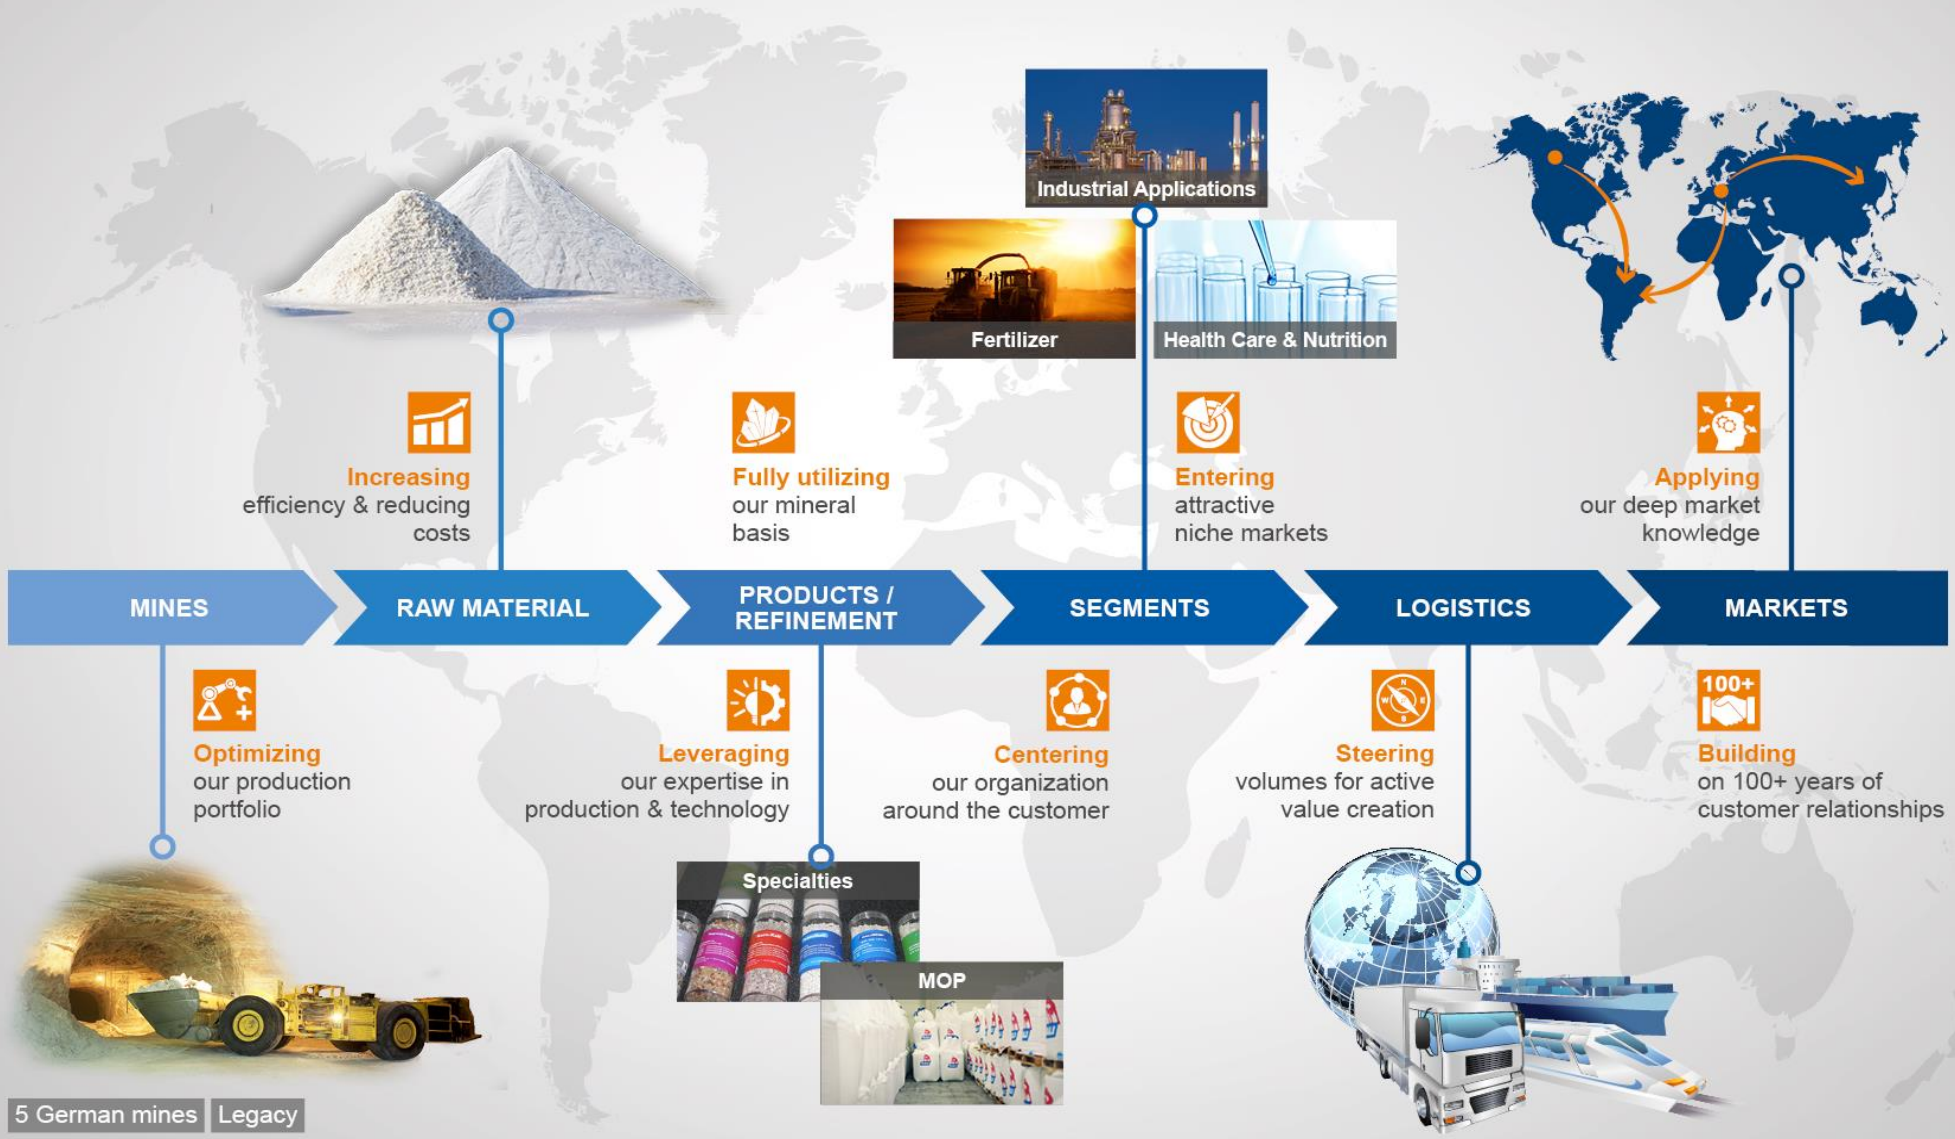 Industrial Applications
Fertilizer
Health Care & Nutrition
Increasing
efficiency & reducing
costs
Fully utilizing
our mineral
basis
Entering
attractive
niche markets
Applying
our deep market
knowledge
MINES
RAW MATERIAL
PRODUCTS /
REFINEMENT
SEGMENTS
LOGISTICS
MARKETS
Optimizing
our production
portfolio
Leveraging
our expertise in
production & technology
Centering
our organization
around the customer
N
W E
S
Steering
volumes for active
value creation
100+
Building
on 100+ years of
customer relationships
Specialties
MOP
5 German mines
Legacy